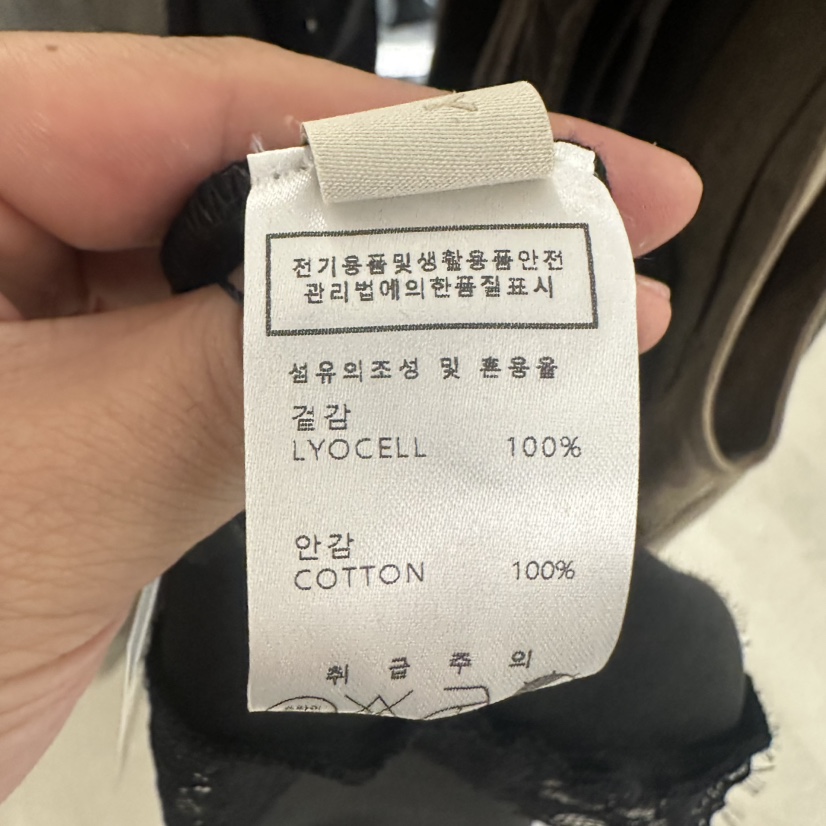 전기용품및생활용품안전
관리법에의한품질표시
섬유의조성 및 혼용율
겉감
LYOCELL 100%
안감
COTTON 100%
취 급 주 의